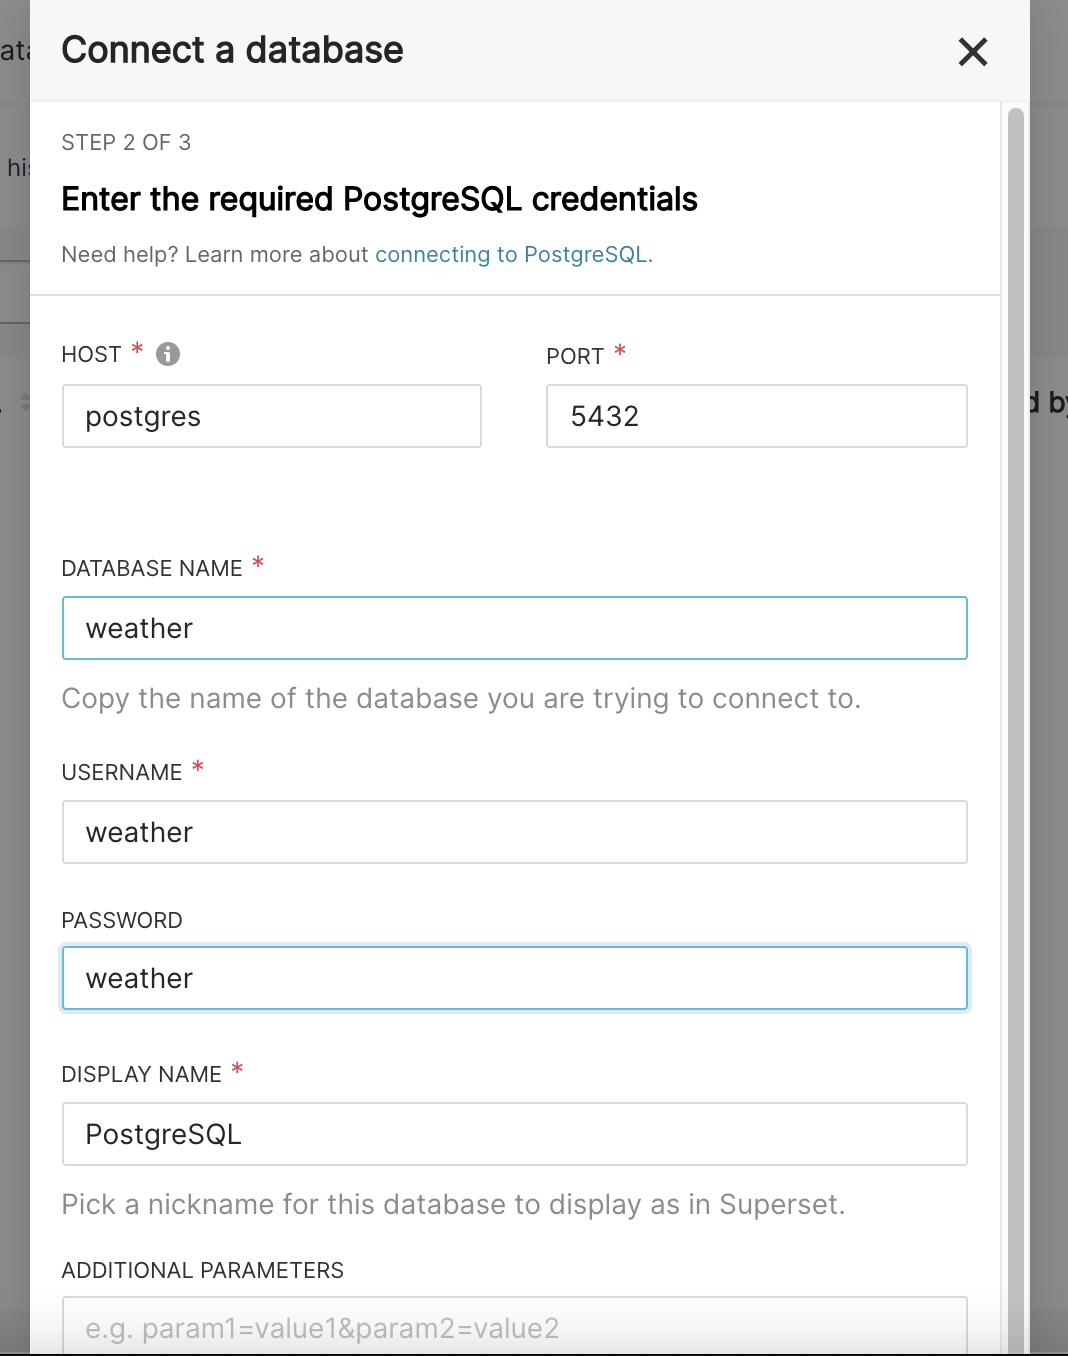 Connect a database
STEP 2 OF 3
Enter the required PostgreSQL credentials
Need help? Learn more about connecting to PostgreSQL.
HOST *
PORT *
postgres
5432
DATABASE NAME *
weather
Copy the name of the database you are trying to connect to.
USERNAME *
weather
PASSWORD
weather
DISPLAY NAME *
PostgreSQL
Pick a nickname for this database to display as in Superset.
ADDITIONAL PARAMETERS
e.g. param1=value1&param2=value2